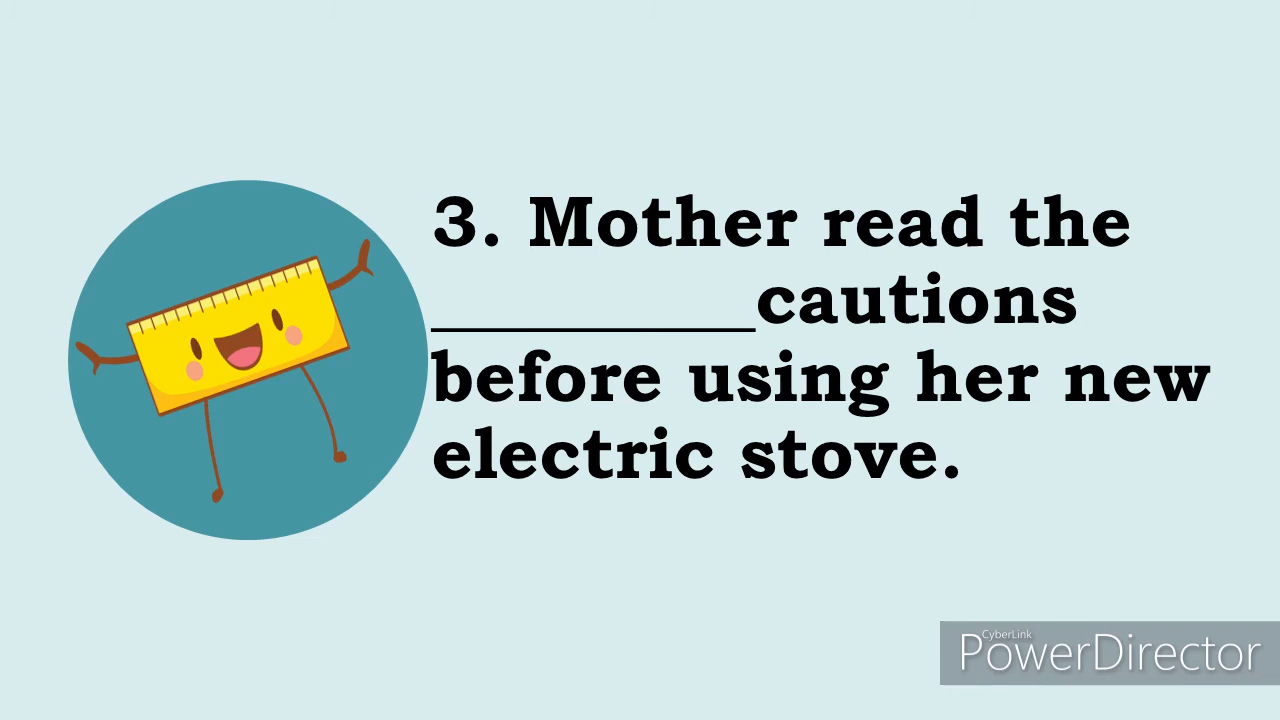 3. Mother read the
__________cautions
before using her new
electric stove.
CyberLink
PowerDirector